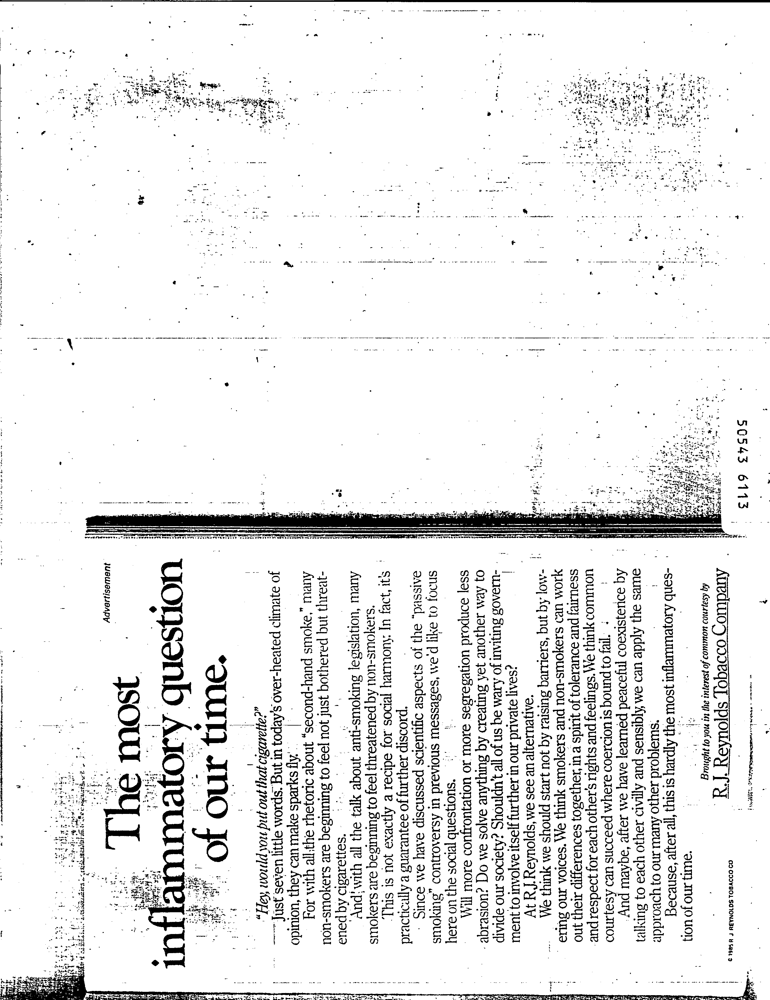 Advertisement
The most
inflammatory question
of our time.
"Hey, would you put out that cigarette?"
Just seven little words. But in today's over-heated climate of
opinion, they can make sparks fly.
For with all the rhetoric about "second-hand smoke," many
non-smokers are beginning to feel not just bothered but threat-
ened by cigarettes.
And, with all the talk about anti-smoking legislation, many
smokers are beginning to feel threatened by non-smokers.
This is not exactly a recipe for social harmony. In fact, it's
practically a guarantee of further discord.
Since we have discussed scientific aspects of the "passive
smoking" controversy in previous messages, we'd like to focus
here on the social questions.
Will more confrontation or more segregation produce less
abrasion? Do we solve anything by creating yet another way to
divide our society? Shouldn't all of us be wary of inviting govern-
ment to involve itself further in our private lives?
At R.J. Reynolds, we see an alternative.
We think we should start not by raising barriers, but by low-
ering our voices. We think smokers and non-smokers can work
out their differences together, in a spirit of tolerance and fairness
and respect for each other's rights and feelings. We think common
courtesy can succeed where coercion is bound to fail.
And maybe, after we have learned peaceful coexistence by
talking to each other civilly and sensibly, we can apply the same
approach to our many other problems.
Because, after all, this is hardly the most inflammatory ques-
tion of our time.
Brought to you in the interest of common courtesy by
R.J. Reynolds Tobacco Company
© 1985 R. J. REYNOLDS TOBACCO CO
50543 6113